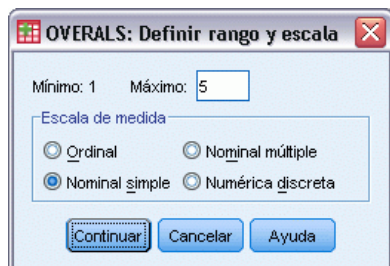 OVERALS: Definir rango y escala
Mínimo: 1 Máximo: 5
Escala de medida
Ordinal Nominal múltiple
Nominal simple Numérica discreta
Continuar Cancelar Ayuda